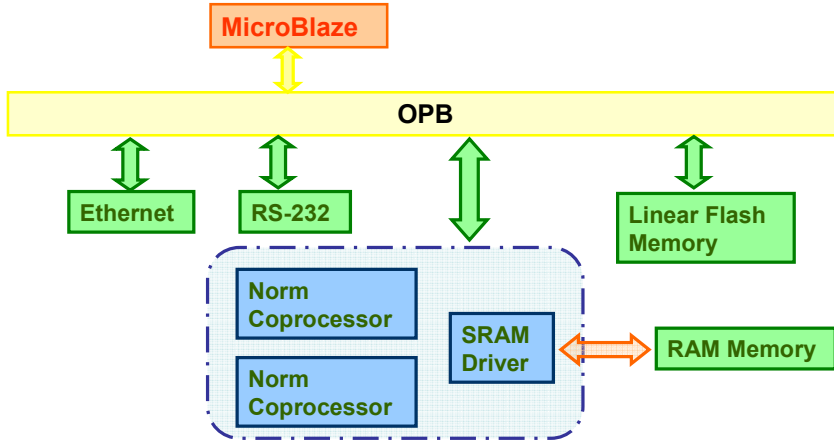 MicroBlaze
OPB
Ethernet
RS-232
Linear Flash
Memory
Norm
Coprocessor
SRAM
Driver
RAM Memory
Norm
Coprocessor